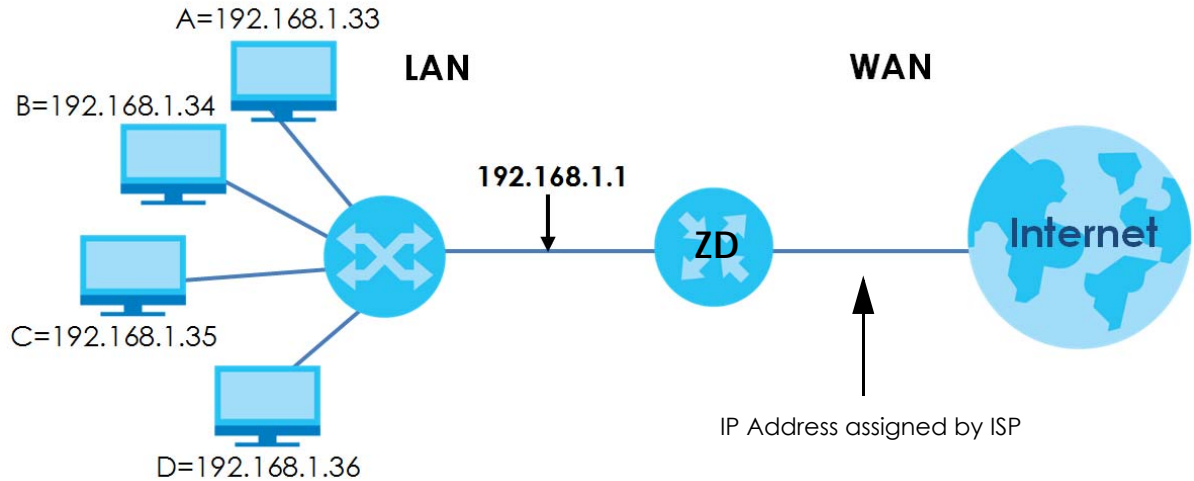 A=192.168.1.33
LAN
WAN
B=192.168.1.34
192.168.1.1
ZD
Internet
C=192.168.1.35
IP Address assigned by ISP
D=192.168.1.36